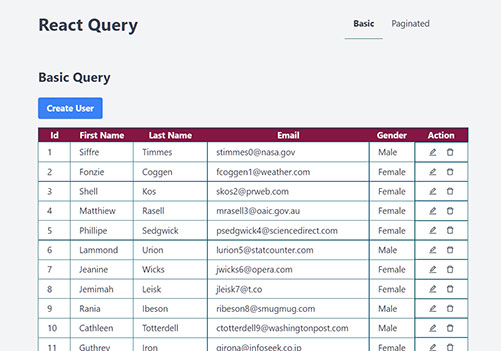 React Query
Basic Paginated
Basic Query
Create User
Id First Name Last Name Email Gender Action
1 Siffre Timmes stimmes0@nasa.gov Male
2 Fonzie Coggen fcoggen1@weather.com Female
3 Shell Kos skos2@prweb.com Female
4 Matthiew Rasell mrasell3@oaic.gov.au Female
5 Phillipe Sedgwick psedgwick4@sciencedirect.com Female
6 Lammond Urion lurion5@statcounter.com Male
7 Jeanine Wicks jwicks6@opera.com Female
8 Jemimah Leisk jleisk7@t.co Female
9 Rania Ibeson ribeson8@smugmug.com Male
10 Cathleen Totterdell ctotterdell9@washingtonpost.com Female
11 Guthrey Iron girona@infoseek.co.jp Female